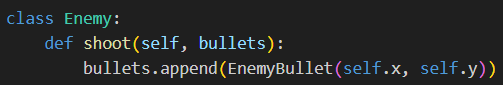 class Enemy:
    def shoot(self, bullets):
        bullets.append(EnemyBullet(self.x, self.y))